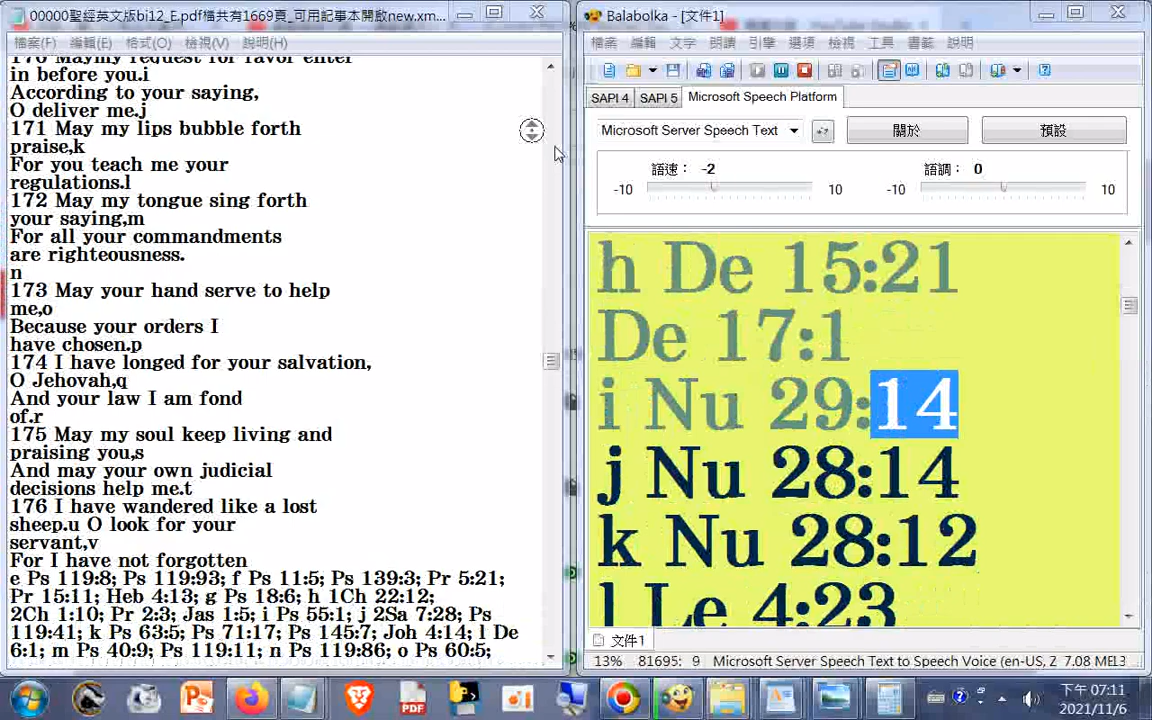 00000聖經英文版bi12_E.pdf檔共有1669頁_可用記事本開啟new.xm...
檔案(F) 編輯(E) 格式(O) 檢視(V) 說明(H)
170 Maymy request for favor enter
in before you.i
According to your saying,
O deliver me.j
171 May my lips bubble forth
praise,k
For you teach me your
regulations.l
172 May my tongue sing forth
your saying,m
For all your commandments
are righteousness.
n
173 May your hand serve to help
me,o
Because your orders I
have chosen.p
174 I have longed for your salvation,
O Jehovah,q
And your law I am fond
of.r
175 May my soul keep living and
praising you,s
And may your own judicial
decisions help me.t
176 I have wandered like a lost
sheep.u O look for your
servant,v
For I have not forgotten
e Ps 119:8; Ps 119:93; f Ps 11:5; Ps 139:3; Pr 5:21;
Pr 15:11; Heb 4:13; g Ps 18:6; h 1Ch 22:12;
2Ch 1:10; Pr 2:3; Jas 1:5; i Ps 55:1; j 2Sa 7:28; Ps
119:41; k Ps 63:5; Ps 71:17; Ps 145:7; Joh 4:14; l De
6:1; m Ps 40:9; Ps 119:11; n Ps 119:86; o Ps 60:5;
Balabolka - [文件1]
檔案 編輯 文字 朗讀 引擎 選項 檢視 工具 書籤 說明
SAPI 4 SAPI 5 Microsoft Speech Platform
Microsoft Server Speech Text 關於 預設
語速： -2 語調： 0
-10 10 -10 10
h De 15:21
De 17:1
i Nu 29:14
j Nu 28:14
k Nu 28:12
l Le 4:23
文件1
13% 81695: 9 Microsoft Server Speech Text to Speech Voice (en-US, Z 7.08 ME
PDF
下午 07:11
2021/11/6